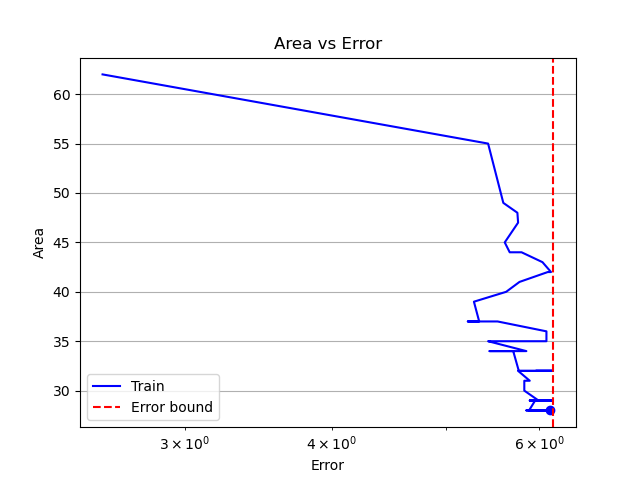 Area vs Error
Area
60
55
50
45
40
35
30
Train
Error bound
3 × 10⁰
4 × 10⁰
6 × 10⁰
Error